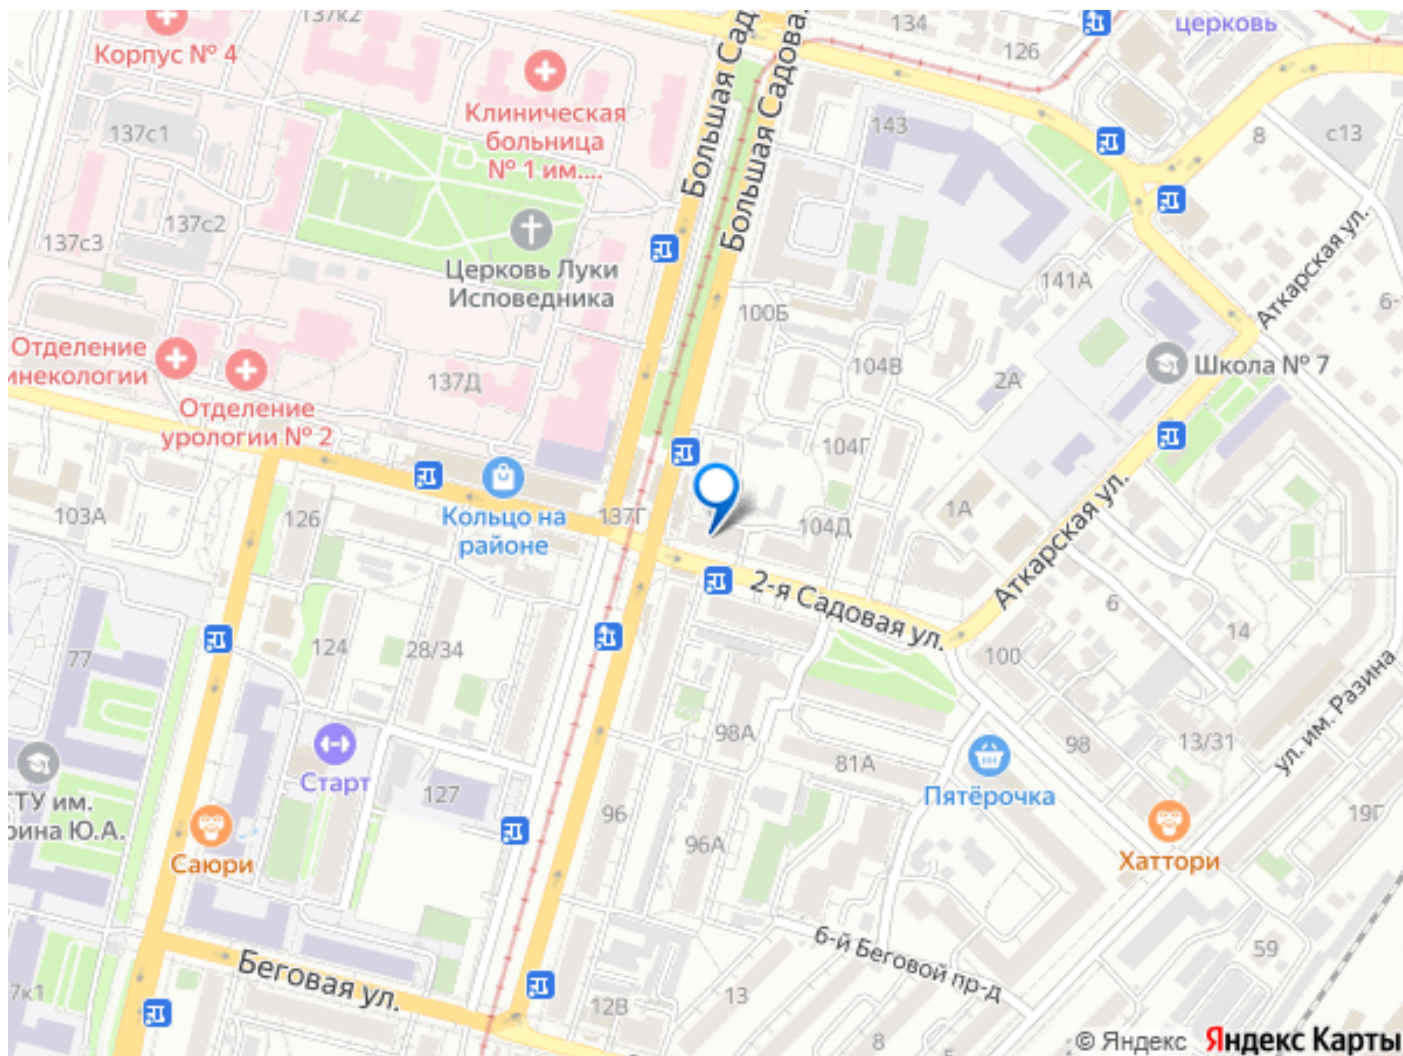 137к2
134
126
церковь
Корпус № 4
Большая Сад
Большая Садова
Клиническая
больница
№ 1 им....
137с1
143
8
с13
137с2
137с3
Церковь Луки
Исповедника
141А
Аткарская ул.
6-
100Б
Отделение
инекологии
137Д
104В
2А
Школа № 7
Отделение
урологии № 2
104Г
103А
126
Кольцо на
районе
137Г
104Д
1А
Аткарская ул.
2-я Садовая ул.
6
14
77
124
28/34
100
ул. им. Разина
98А
98
13/31
Старт
127
81А
Пятёрочка
ТУ им.
рина Ю.А.
Саюри
96
96А
19Г
Хаттори
6-й Беговой пр-д
59
Беговая ул.
7к1
12В
13
8
© Яндекс Яндекс Карты